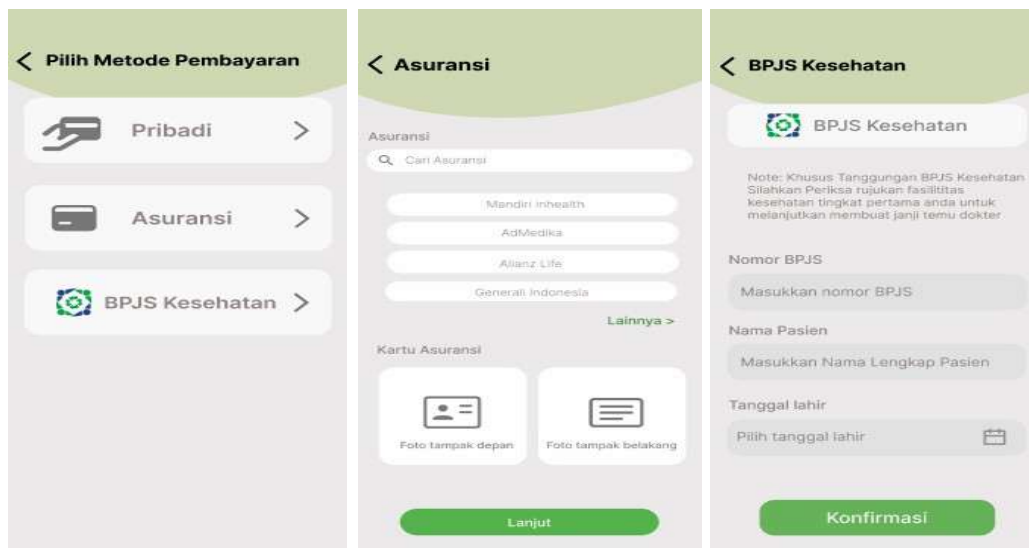 Pilih Metode Pembayaran
Pribadi
Asuransi
BPJS Kesehatan
Asuransi
Asuransi
Cari Asuransi
Mandiri inhealth
AdMedika
Alianz Life
Generali Indonesia
Lainnya >
Kartu Asuransi
Foto tampak depan
Foto tampak belakang
Lanjut
BPJS Kesehatan
BPJS Kesehatan
Note: Khusus Tanggungan BPJS Kesehatan
Silahkan Periksa rujukan fasilititas
kesehatan tingkat pertama anda untuk
melanjutkan membuat janji temu dokter
Nomor BPJS
Masukkan nomor BPJS
Nama Pasien
Masukkan Nama Lengkap Pasien
Tanggal lahir
Pilih tanggal lahir
Konfirmasi